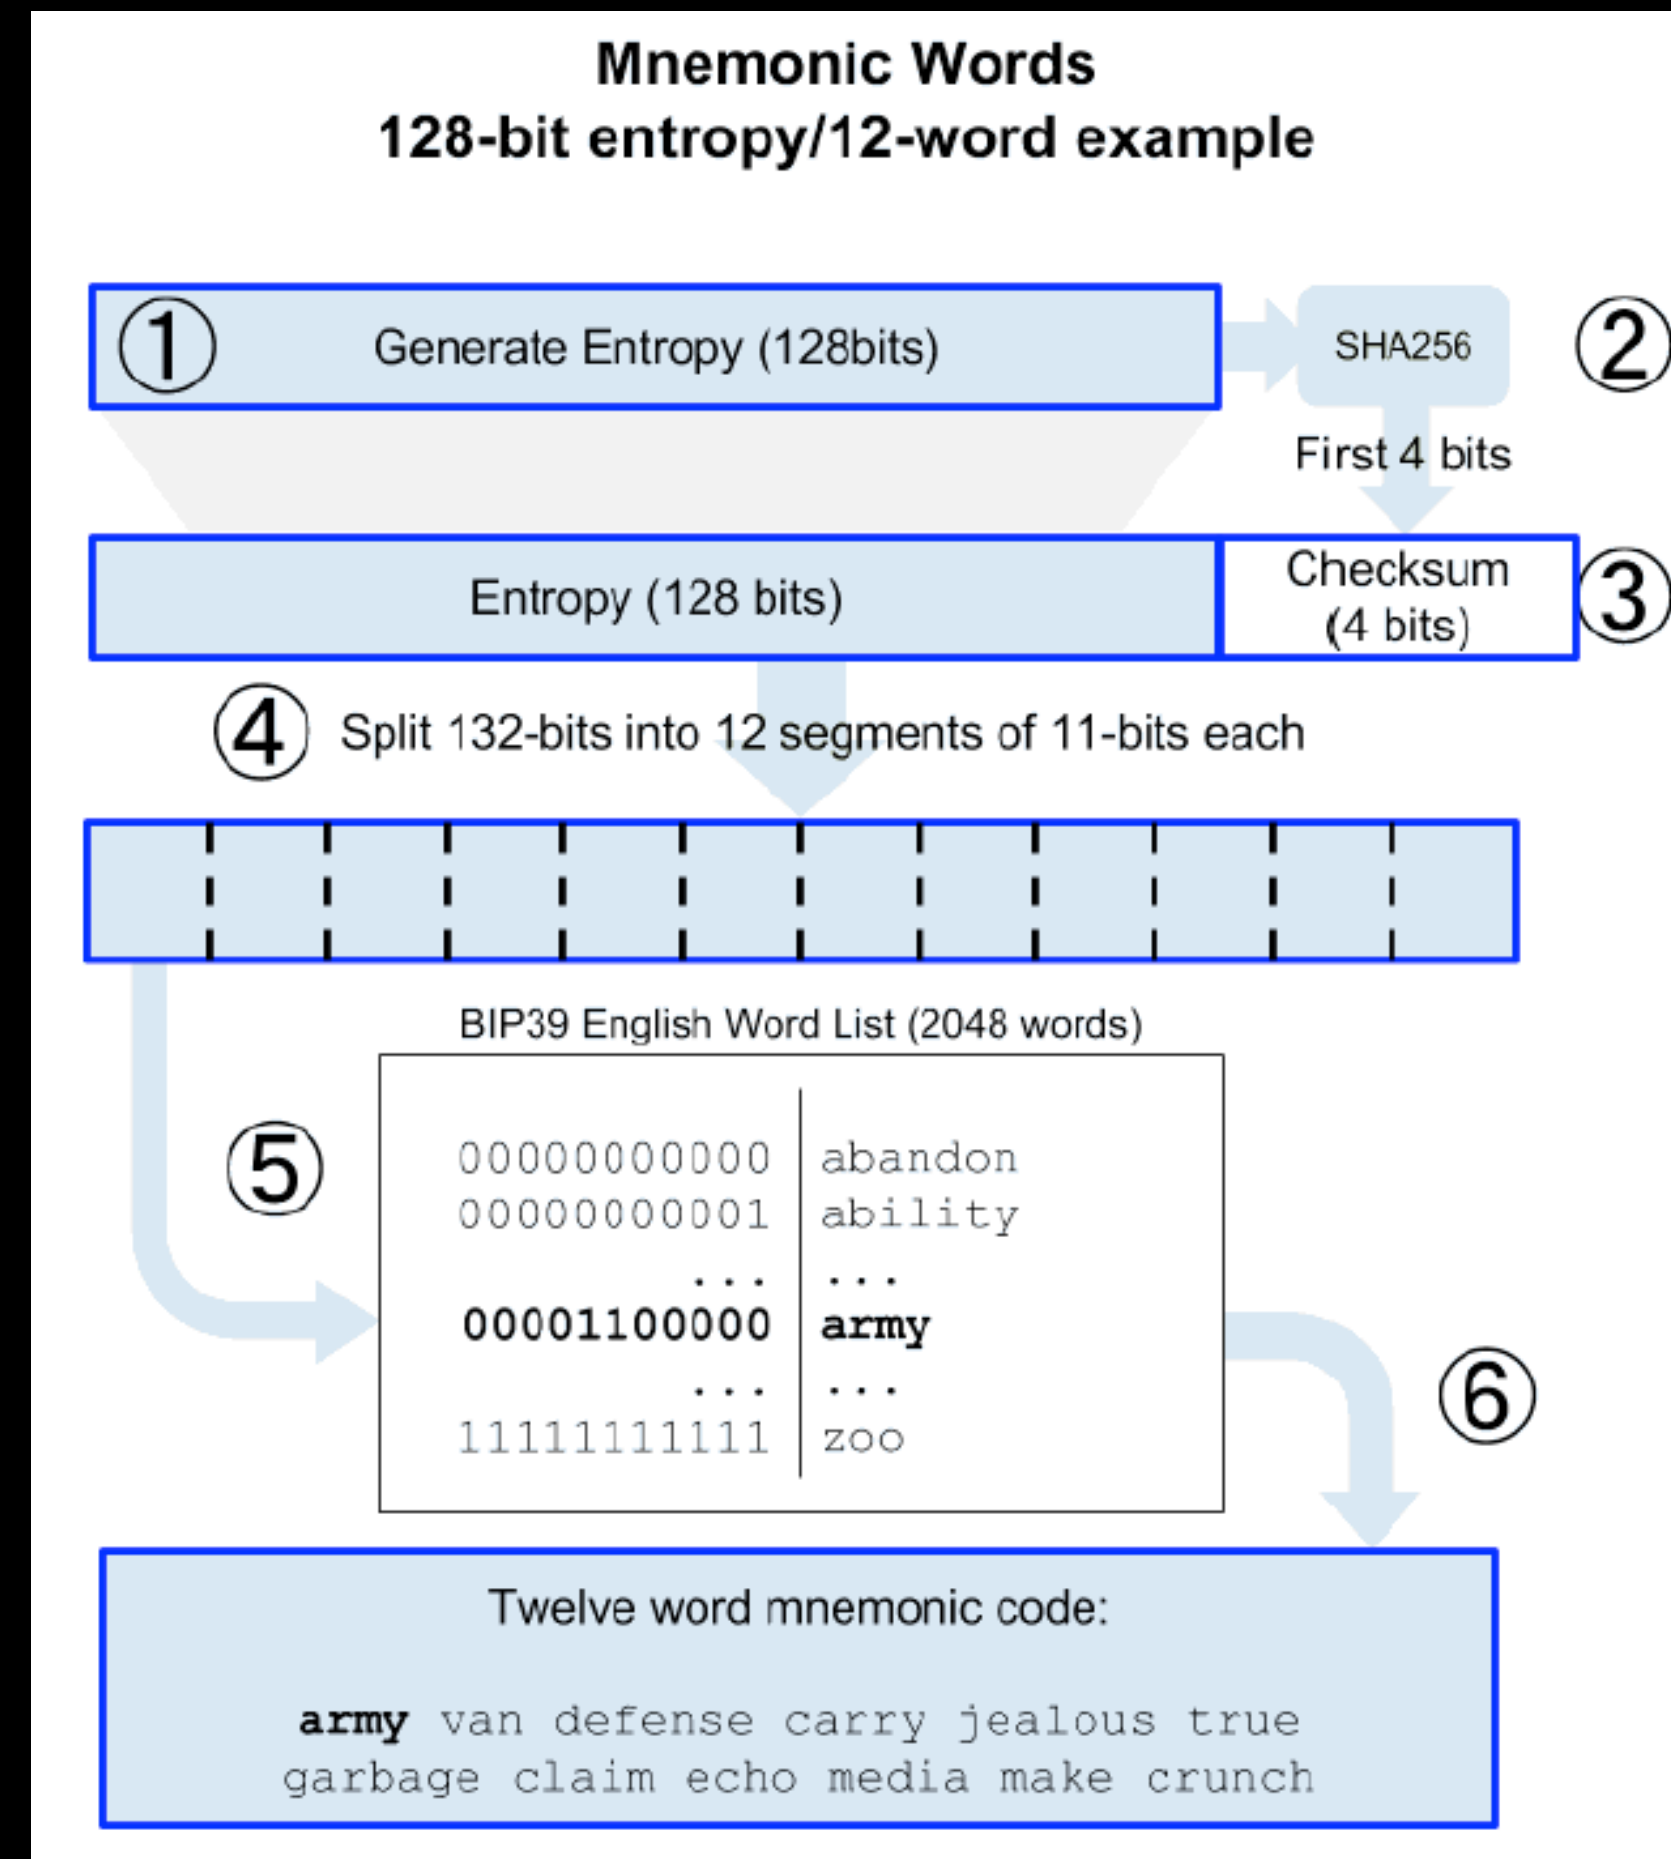 Mnemonic Words
128-bit entropy/12-word example
① Generate Entropy (128bits)
SHA256 ②
First 4 bits
Entropy (128 bits)
Checksum
(4 bits) ③
④ Split 132-bits into 12 segments of 11-bits each
BIP39 English Word List (2048 words)
⑤
00000000000 abandon
00000000001 ability
... ...
00001100000 army
... ...
11111111111 zoo
⑥
Twelve word mnemonic code:
army van defense carry jealous true
garbage claim echo media make crunch